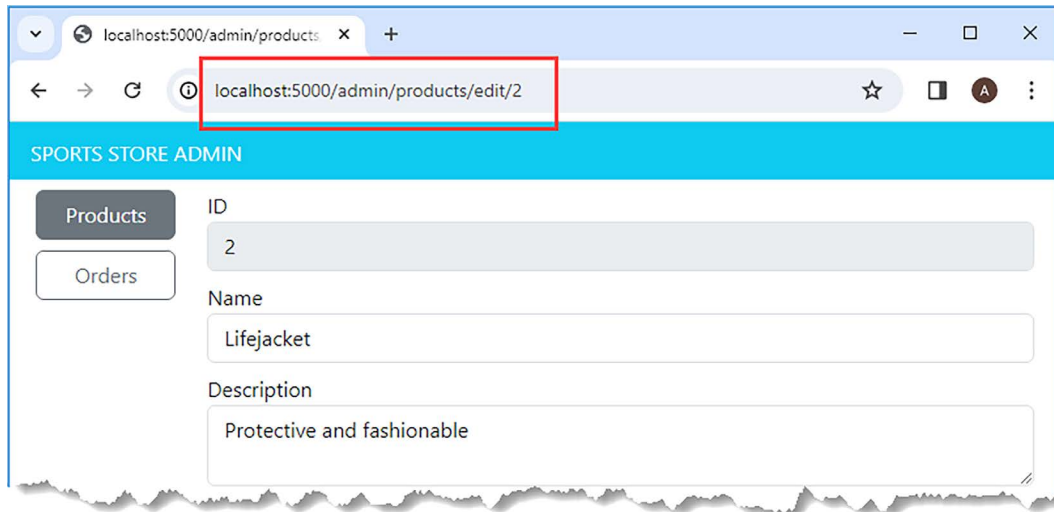 localhost:5000/admin/products
localhost:5000/admin/products/edit/2
A
SPORTS STORE ADMIN
Products
Orders
ID
2
Name
Lifejacket
Description
Protective and fashionable